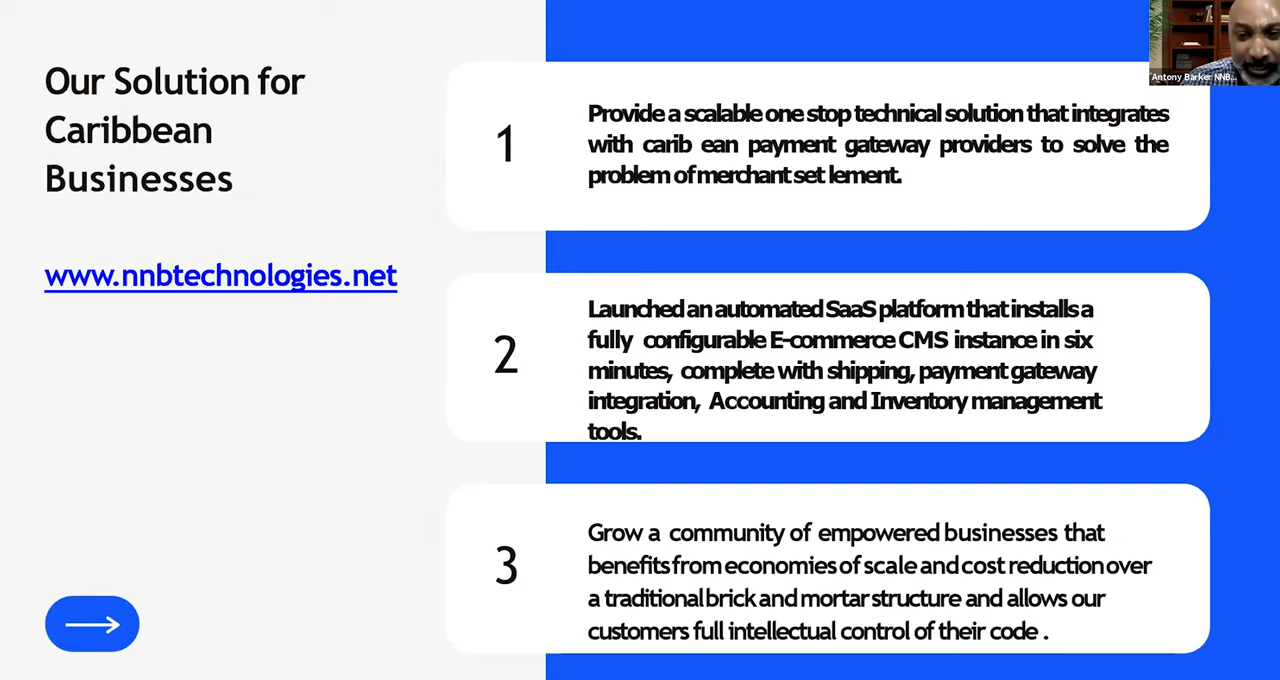 Our Solution for
Caribbean
Businesses
www.nnbtechnologies.net
1
Provide a scalable one stop technical solution that integrates
with carib ean payment gateway providers to solve the
problem of merchant set lement.
2
Launched an automated SaaS platform that installs a
fully configurable E-commerce CMS instance in six
minutes, complete with shipping, payment gateway
integration, Accounting and Inventory management
tools.
3
Grow a community of empowered businesses that
benefits from economies of scale and cost reduction over
a traditional brick and mortar structure and allows our
customers full intellectual control of their code .
Antony Barker NNB...